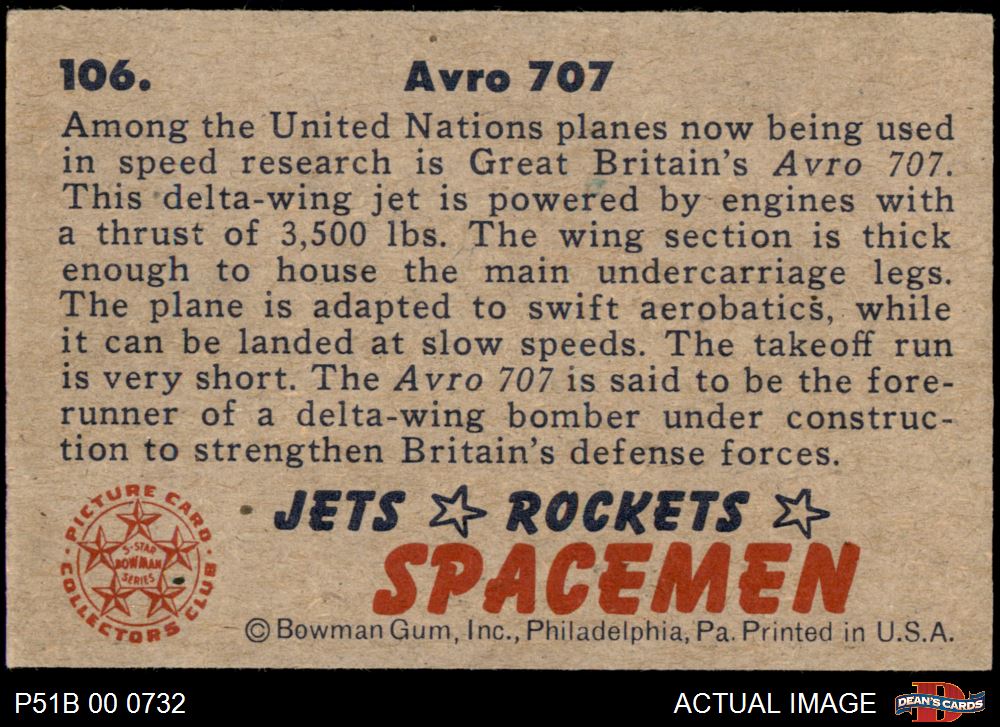 106. Avro 707
Among the United Nations planes now being used
in speed research is Great Britain's Avro 707.
This delta-wing jet is powered by engines with
a thrust of 3,500 lbs. The wing section is thick
enough to house the main undercarriage legs.
The plane is adapted to swift aerobatics, while
it can be landed at slow speeds. The takeoff run
is very short. The Avro 707 is said to be the fore-
runner of a delta-wing bomber under construc-
tion to strengthen Britain's defense forces.
PICTURE CARD
COLLECTORS CLUB
5-STAR
BOWMAN
SERIES
JETS ☆ ROCKETS ☆
SPACEMEN
© Bowman Gum, Inc., Philadelphia, Pa. Printed in U.S.A.
P51B 00 0732
ACTUAL IMAGE
D
DEAN'S CARDS